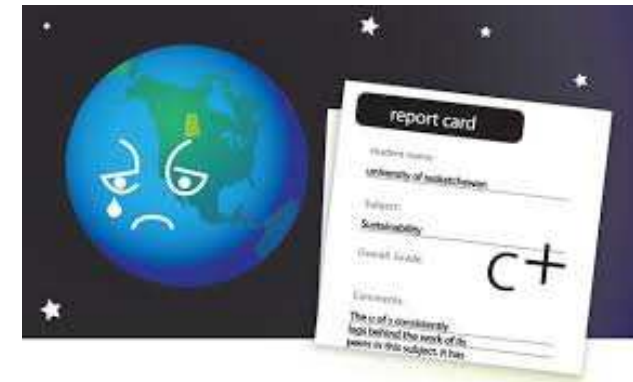 report card
student name:
university of saskatchewan
Subject:
Sustainability
Overall Grade:
C+
Comments:
The u of s consistently
lags behind the work of its
peers in this subject. It has